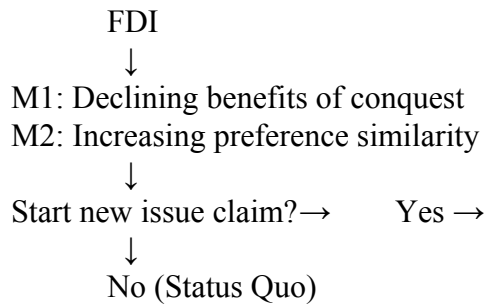 FDI
↓
M1: Declining benefits of conquest
M2: Increasing preference similarity
↓
Start new issue claim?→ Yes →
↓
No (Status Quo)